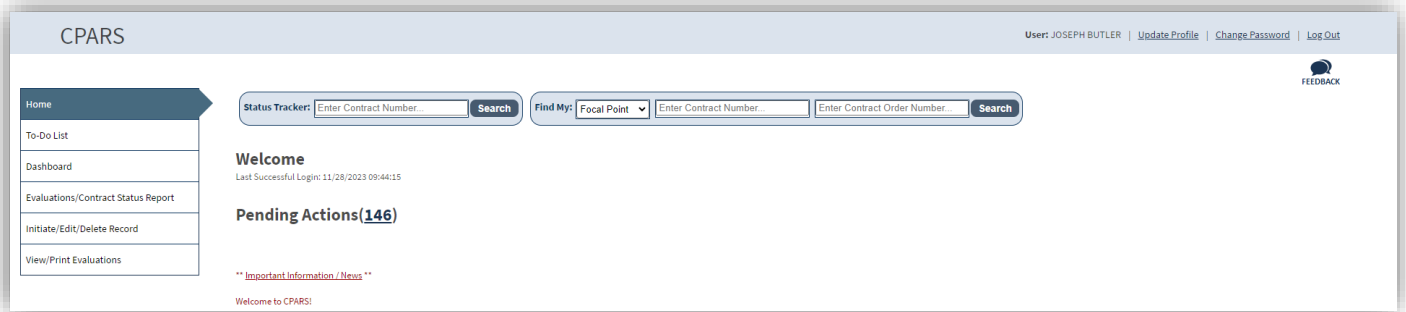 CPARS
User: JOSEPH BUTLER | Update Profile | Change Password | Log Out
FEEDBACK
Home
To-Do List
Dashboard
Evaluations/Contract Status Report
Initiate/Edit/Delete Record
View/Print Evaluations
Status Tracker: Enter Contract Number... Search
Find My: Focal Point Enter Contract Number... Enter Contract Order Number... Search
Welcome
Last Successful Login: 11/28/2023 09:44:15
Pending Actions(146)
** Important Information / News **
Welcome to CPARS!